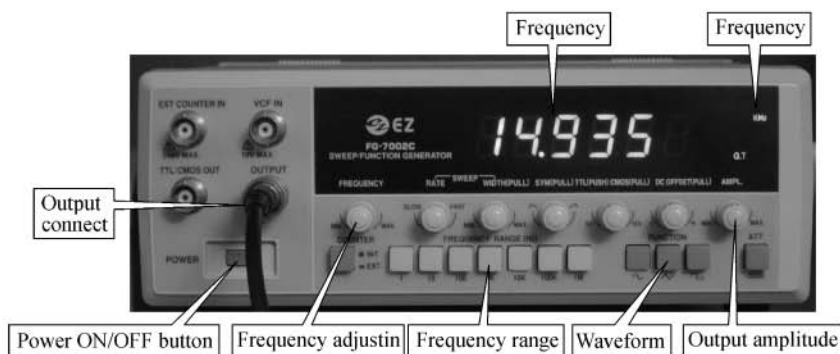 Frequency
Frequency
EXT COUNTER IN
VCF IN
EZ
FG-7002C
SWEEP/FUNCTION GENERATOR
14.935
KHz
G.T
TTL/CMOS OUT
OUTPUT
SWEEP
FREQUENCY
RATE
WIDTH(PULL)
SYM(PULL)
TTL(PUSH)
CMOS(PULL)
DC OFFSET(PULL)
AMPL.
Output
connect
SLOW
FAST
MAX.
COUNTER
FREQUENCY RANGE (Hz)
FUNCTION
ATT
INT
EXT
POWER
1
10
100
10K
100K
1M
Power ON/OFF button
Frequency adjustin
Frequency range
Waveform
Output amplitude